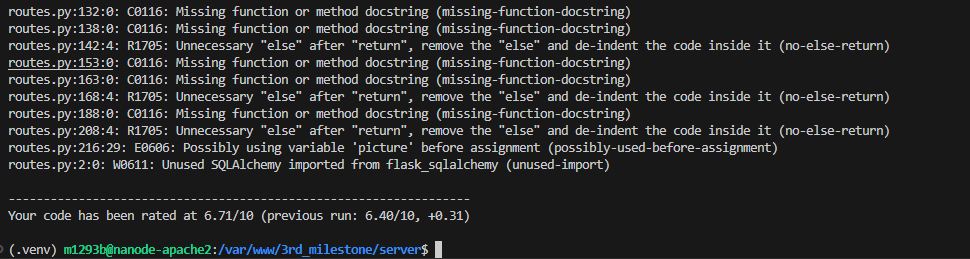 routes.py:132:0: C0116: Missing function or method docstring (missing-function-docstring)
routes.py:138:0: C0116: Missing function or method docstring (missing-function-docstring)
routes.py:142:4: R1705: Unnecessary "else" after "return", remove the "else" and de-indent the code inside it (no-else-return)
routes.py:153:0: C0116: Missing function or method docstring (missing-function-docstring)
routes.py:163:0: C0116: Missing function or method docstring (missing-function-docstring)
routes.py:168:4: R1705: Unnecessary "else" after "return", remove the "else" and de-indent the code inside it (no-else-return)
routes.py:188:0: C0116: Missing function or method docstring (missing-function-docstring)
routes.py:208:4: R1705: Unnecessary "else" after "return", remove the "else" and de-indent the code inside it (no-else-return)
routes.py:216:29: E0606: Possibly using variable 'picture' before assignment (possibly-used-before-assignment)
routes.py:2:0: W0611: Unused SQLAlchemy imported from flask_sqlalchemy (unused-import)
------------------------------------------------------------------
Your code has been rated at 6.71/10 (previous run: 6.40/10, +0.31)
(.venv) m1293b@nanode-apache2:/var/www/3rd_milestone/server$